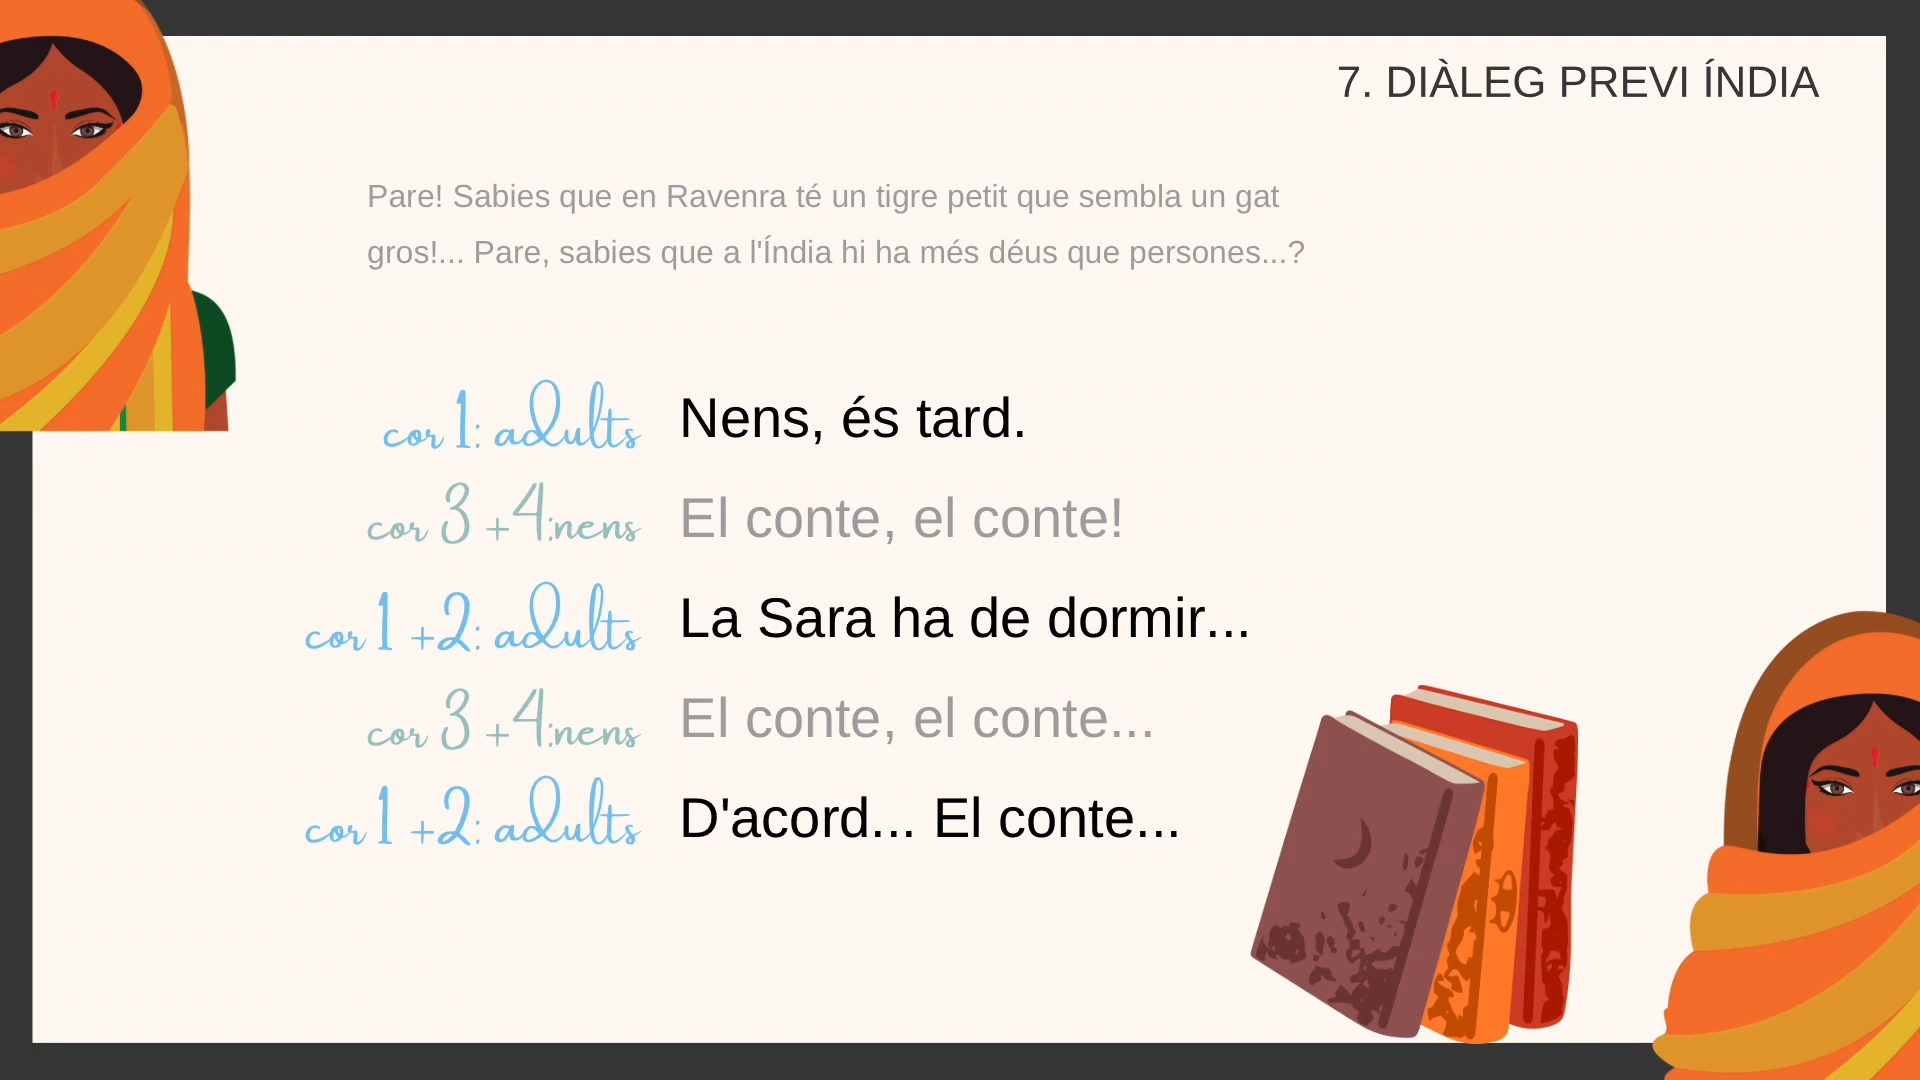 7. DIÀLEG PREVI ÍNDIA
Pare! Sabies que en Ravenra té un tigre petit que sembla un gat
gros!... Pare, sabies que a l'Índia hi ha més déus que persones...?
cor 1: adults Nens, és tard.
cor 3 +4:nens El conte, el conte!
cor 1 +2: adults La Sara ha de dormir...
cor 3 +4:nens El conte, el conte...
cor 1 +2: adults D'acord... El conte...